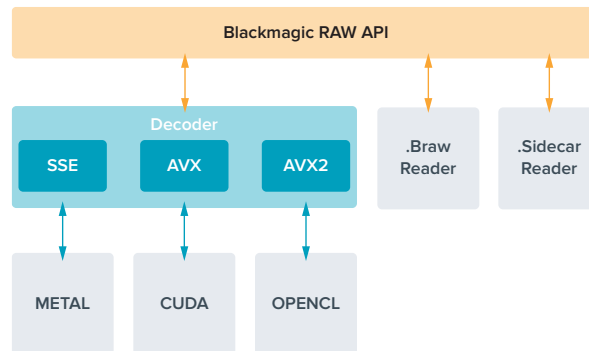 Blackmagic RAW API
Decoder
SSE
AVX
AVX2
.Braw
Reader
.Sidecar
Reader
METAL
CUDA
OPENCL